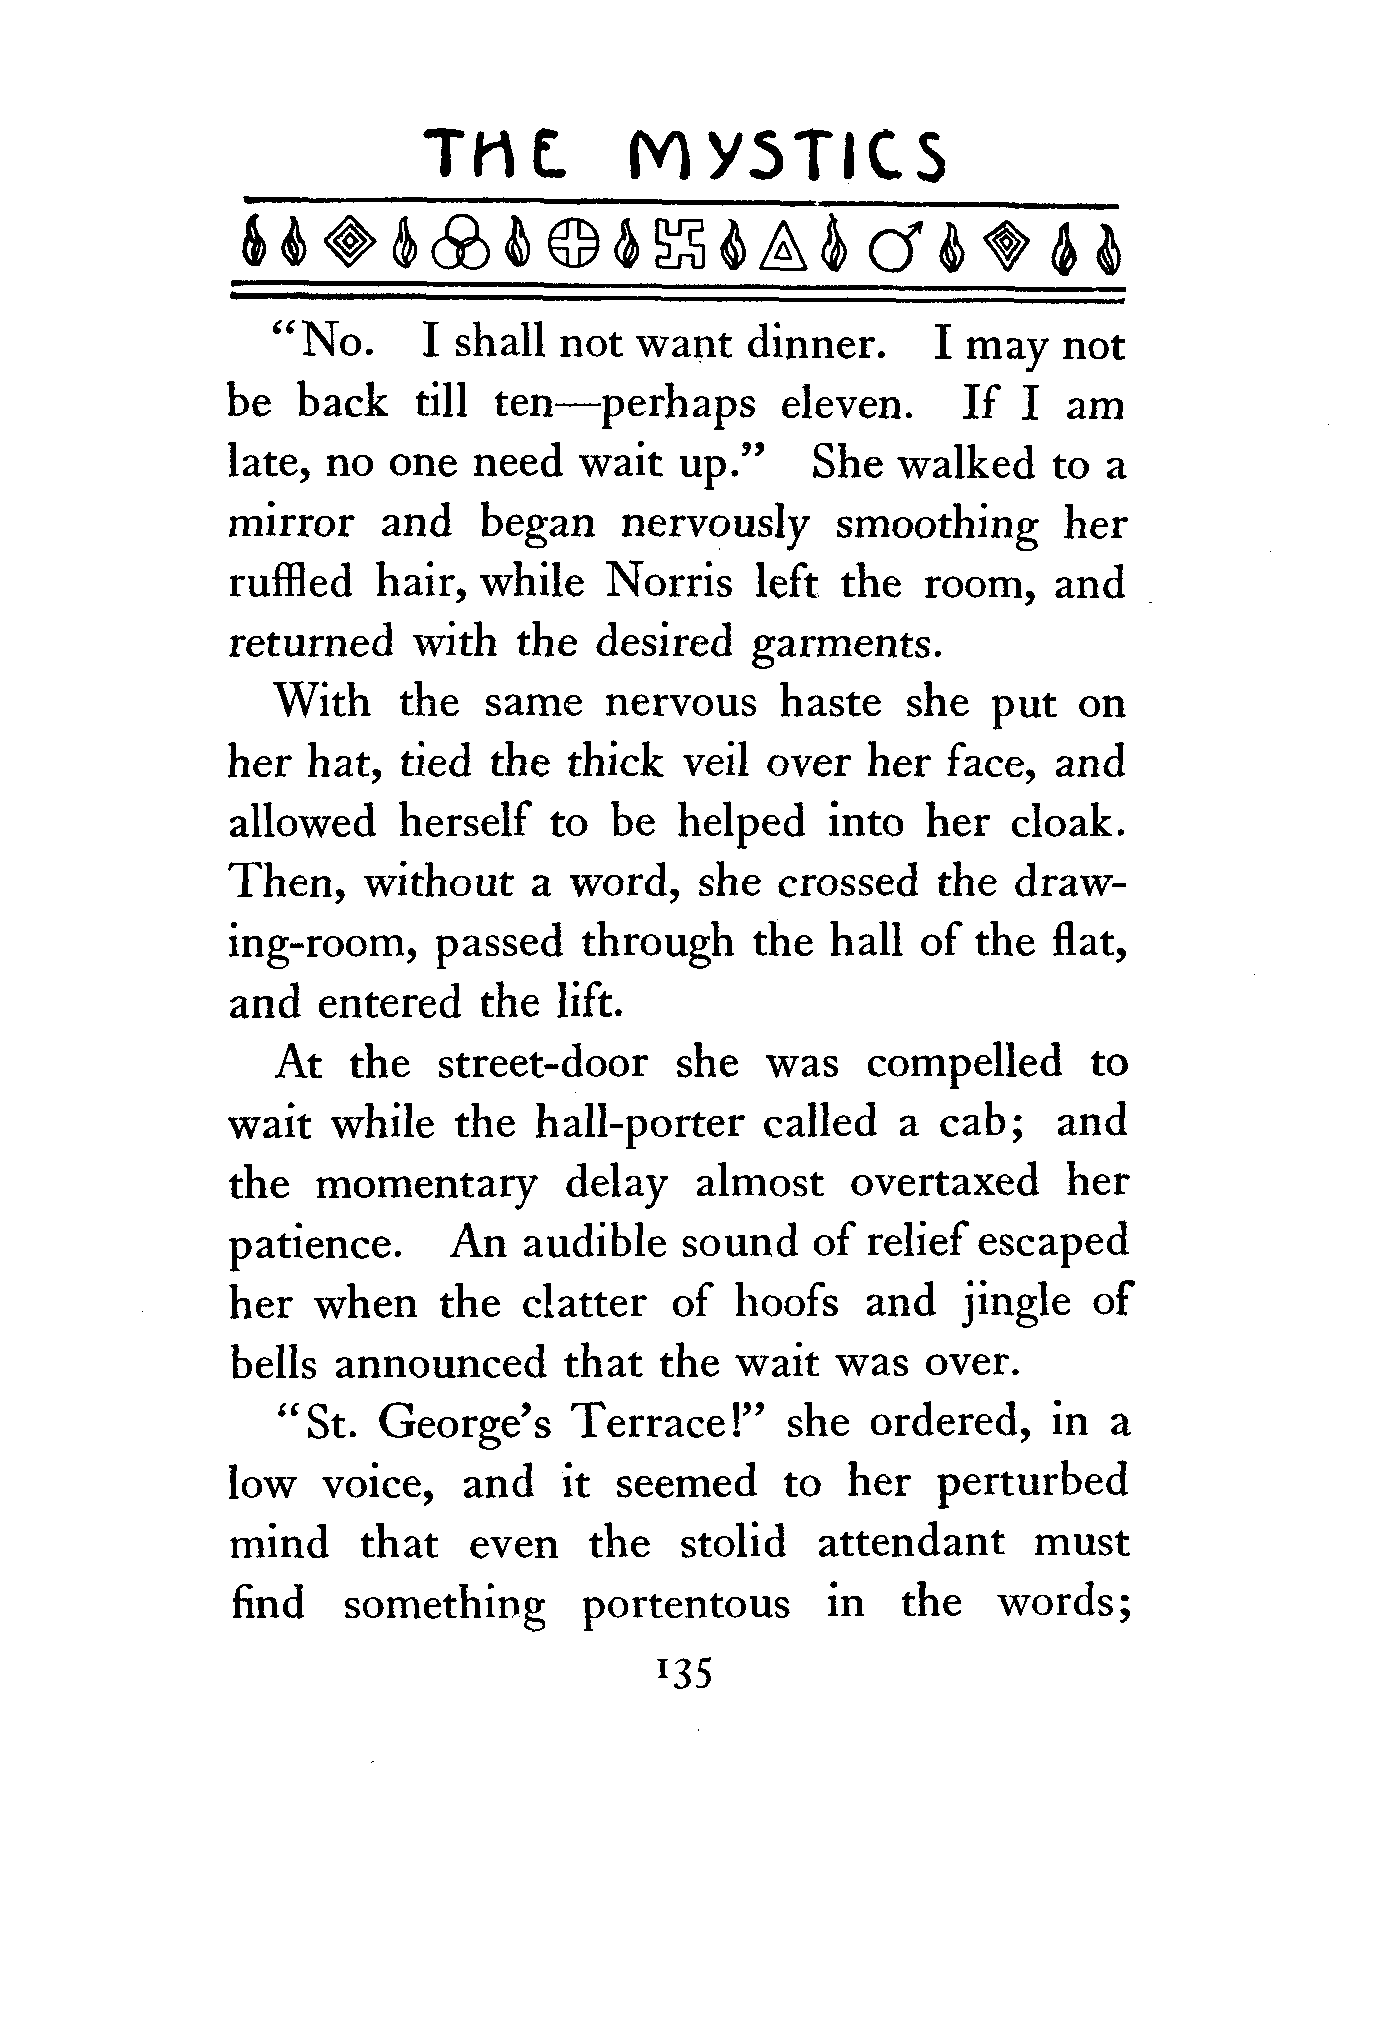 THE MYSTICS
"No. I shall not want dinner. I may not
be back till ten—perhaps eleven. If I am
late, no one need wait up." She walked to a
mirror and began nervously smoothing her
ruffled hair, while Norris left the room, and
returned with the desired garments.
With the same nervous haste she put on
her hat, tied the thick veil over her face, and
allowed herself to be helped into her cloak.
Then, without a word, she crossed the draw-
ing-room, passed through the hall of the flat,
and entered the lift.
At the street-door she was compelled to
wait while the hall-porter called a cab; and
the momentary delay almost overtaxed her
patience. An audible sound of relief escaped
her when the clatter of hoofs and jingle of
bells announced that the wait was over.
"St. George's Terrace!" she ordered, in a
low voice, and it seemed to her perturbed
mind that even the stolid attendant must
find something portentous in the words;
135